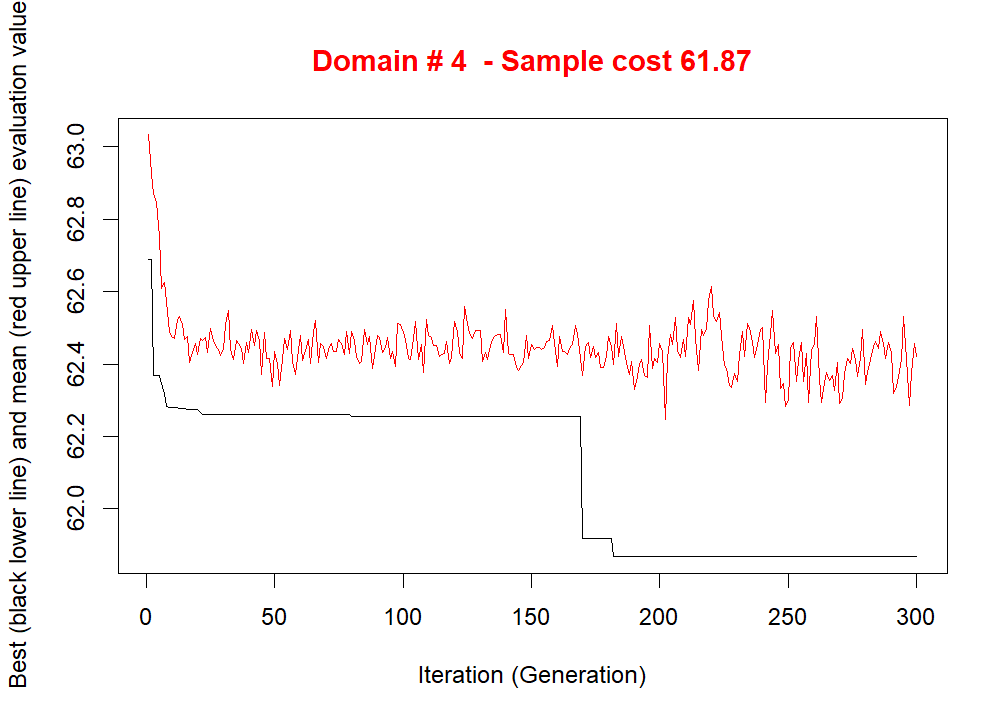 Domain # 4  - Sample cost 61.87
Best (black lower line) and mean (red upper line) evaluation value
63.0
62.8
62.6
62.4
62.2
62.0
0 50 100 150 200 250 300
Iteration (Generation)